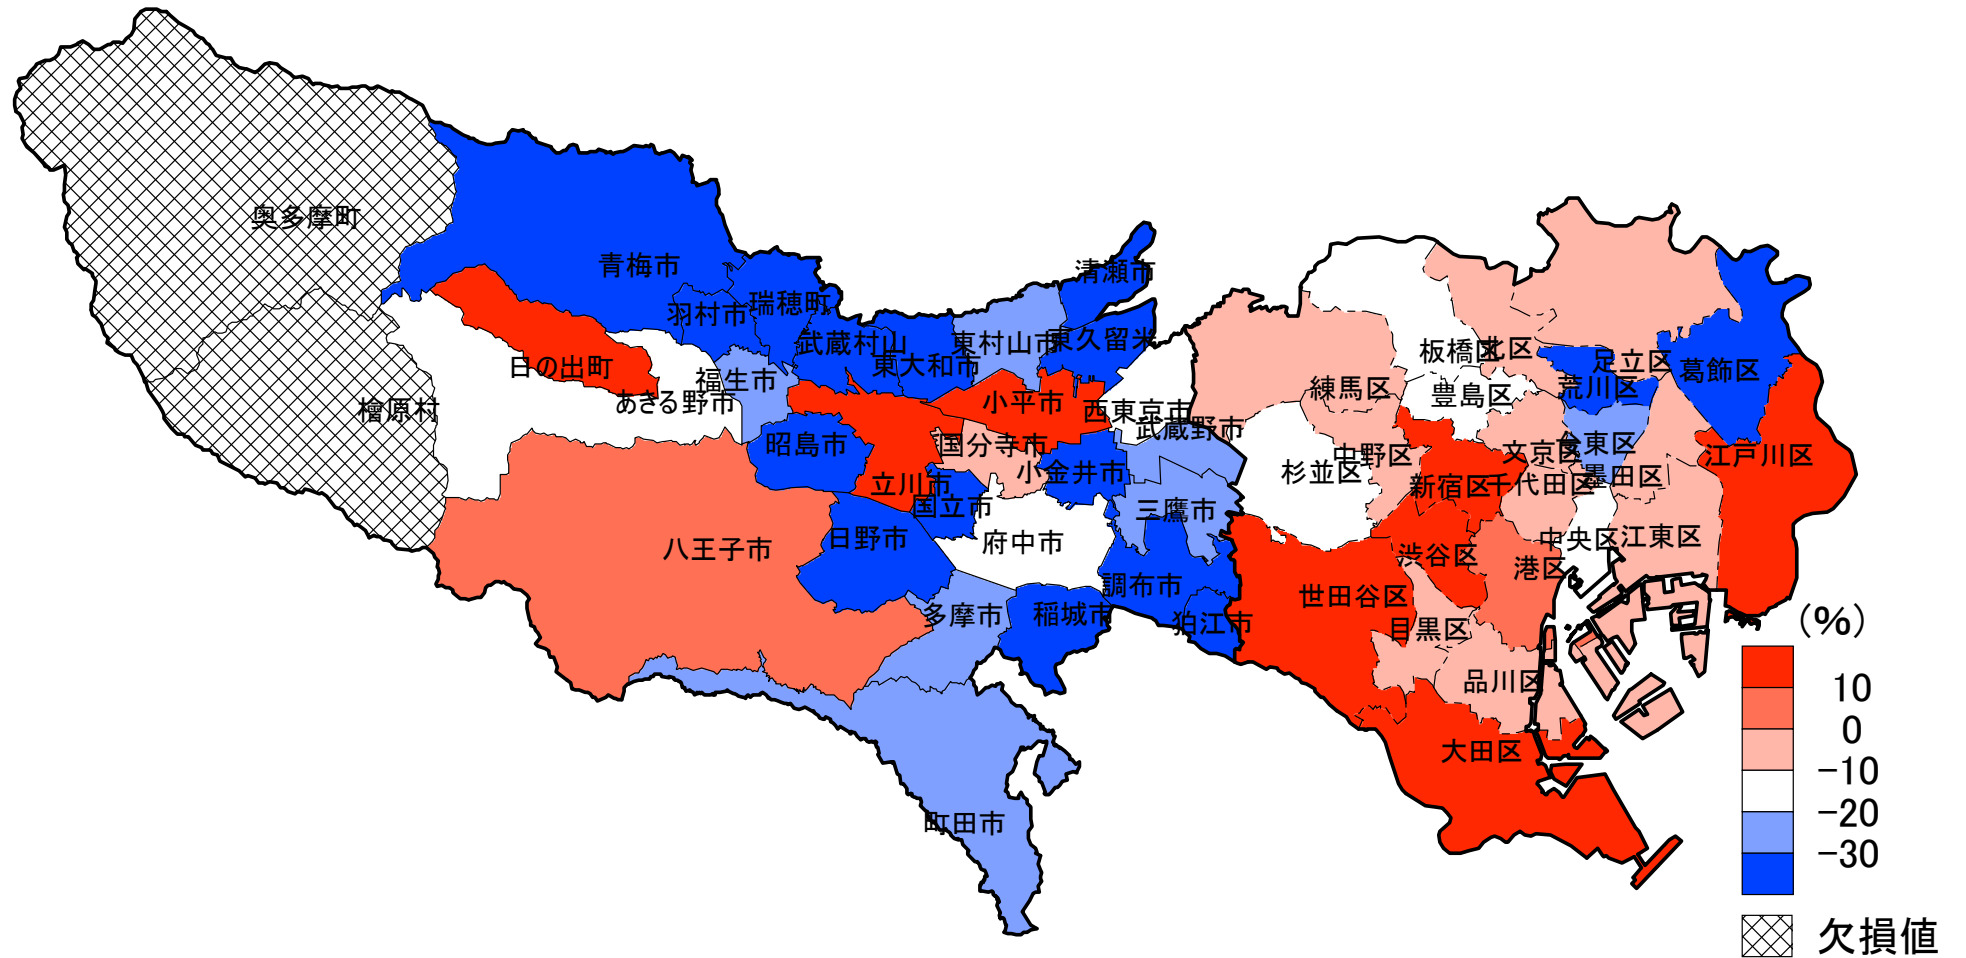 奥多摩町
青梅市
清瀬市
羽村市
瑞穂町
武蔵村山
東大和市
東村山市
東久留米
板橋区
北区
足立区
葛飾区
日の出町
福生市
あきる野市
檜原村
小平市
西東京市
武蔵野市
練馬区
豊島区
荒川区
昭島市
国分寺市
小金井市
杉並区
中野区
文京区
台東区
墨田区
江戸川区
立川市
国立市
三鷹市
新宿区
千代田区
八王子市
日野市
府中市
渋谷区
港区
中央区
江東区
多摩市
稲城市
調布市
狛江市
世田谷区
目黒区
品川区
町田市
大田区
(%)
10
0
−10
−20
−30
欠損値